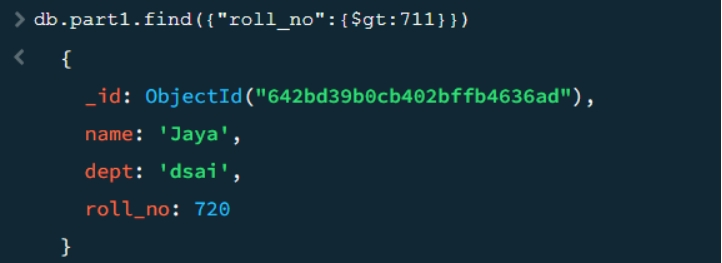 > db.part1.find({"roll_no":{$gt:711}})
< {
_id: ObjectId("642bd39b0cb402bffb4636ad"),
name: 'Jaya',
dept: 'dsai',
roll_no: 720
}